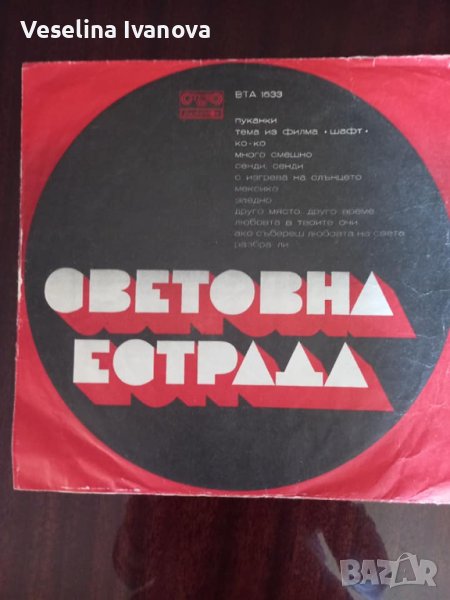 Veselina Ivanova
ВТА 1633
пуканки
тема из филма „шафт“
ко-ко
много смешно
сенди, сенди
с изгрева на слънцето
мексико
заедно
друго място, друго време
любовта в твоите очи
ако събереш любовта на света
разбра ли
СВЕТОВНА
ЕСТРАДА
BAZAR